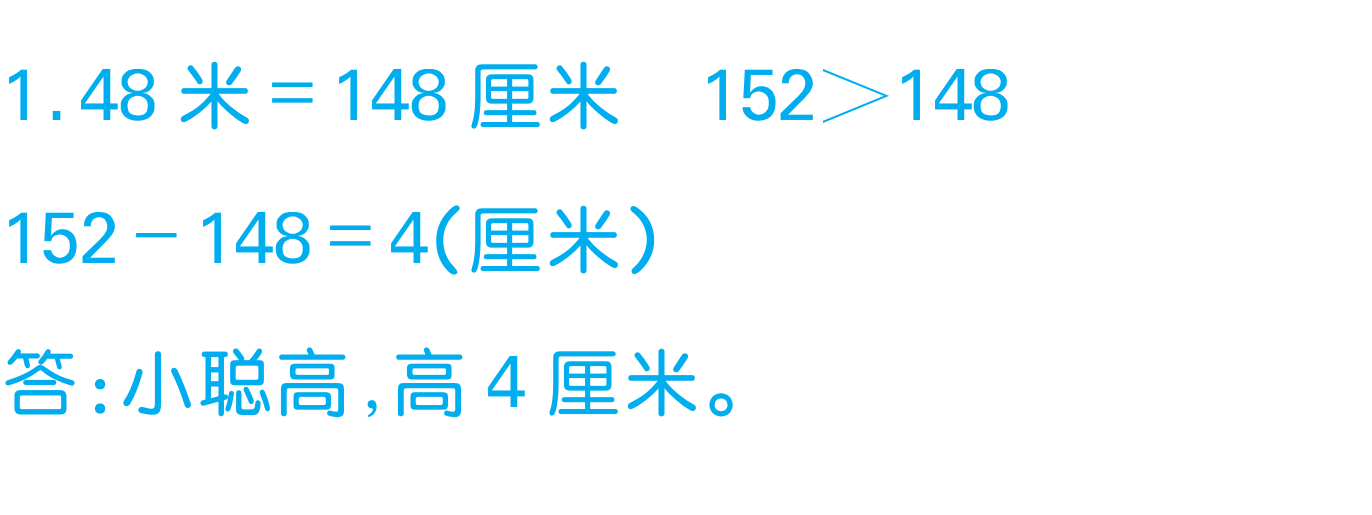 1.48 米 = 148 厘米　152＞148
152 − 148 = 4(厘米)
答:小聪高,高 4 厘米。